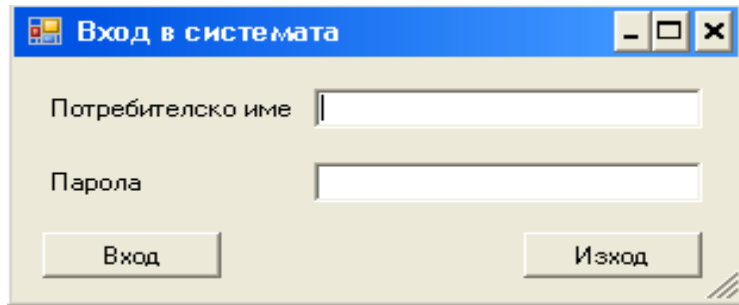 Вход в системата
Потребителско име
Парола
Вход
Изход